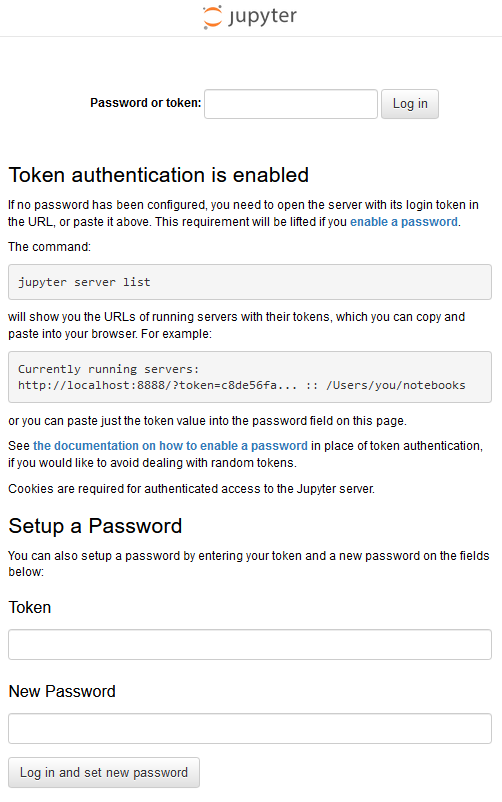 jupyter
Password or token: Log in
Token authentication is enabled
If no password has been configured, you need to open the server with its login token in
the URL, or paste it above. This requirement will be lifted if you enable a password.
The command:
jupyter server list
will show you the URLs of running servers with their tokens, which you can copy and
paste into your browser. For example:
Currently running servers:
http://localhost:8888/?token=c8de56fa... :: /Users/you/notebooks
or you can paste just the token value into the password field on this page.
See the documentation on how to enable a password in place of token authentication,
if you would like to avoid dealing with random tokens.
Cookies are required for authenticated access to the Jupyter server.
Setup a Password
You can also setup a password by entering your token and a new password on the fields
below:
Token
New Password
Log in and set new password